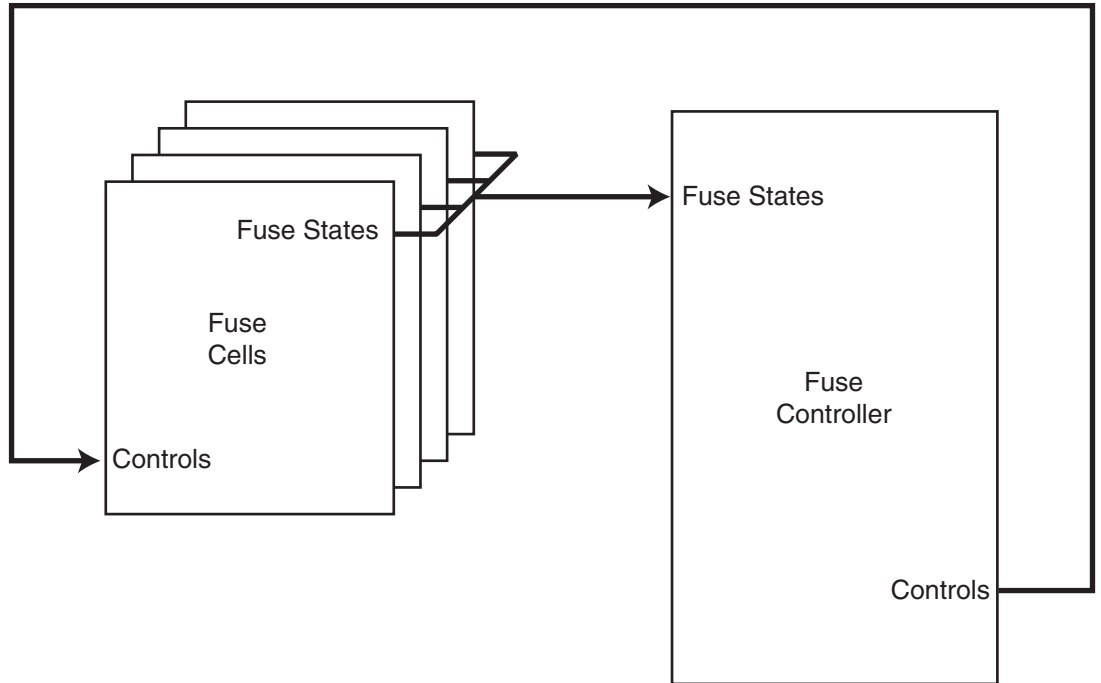 Fuse States
Fuse
Cells
Controls
Fuse States
Fuse
Controller
Controls